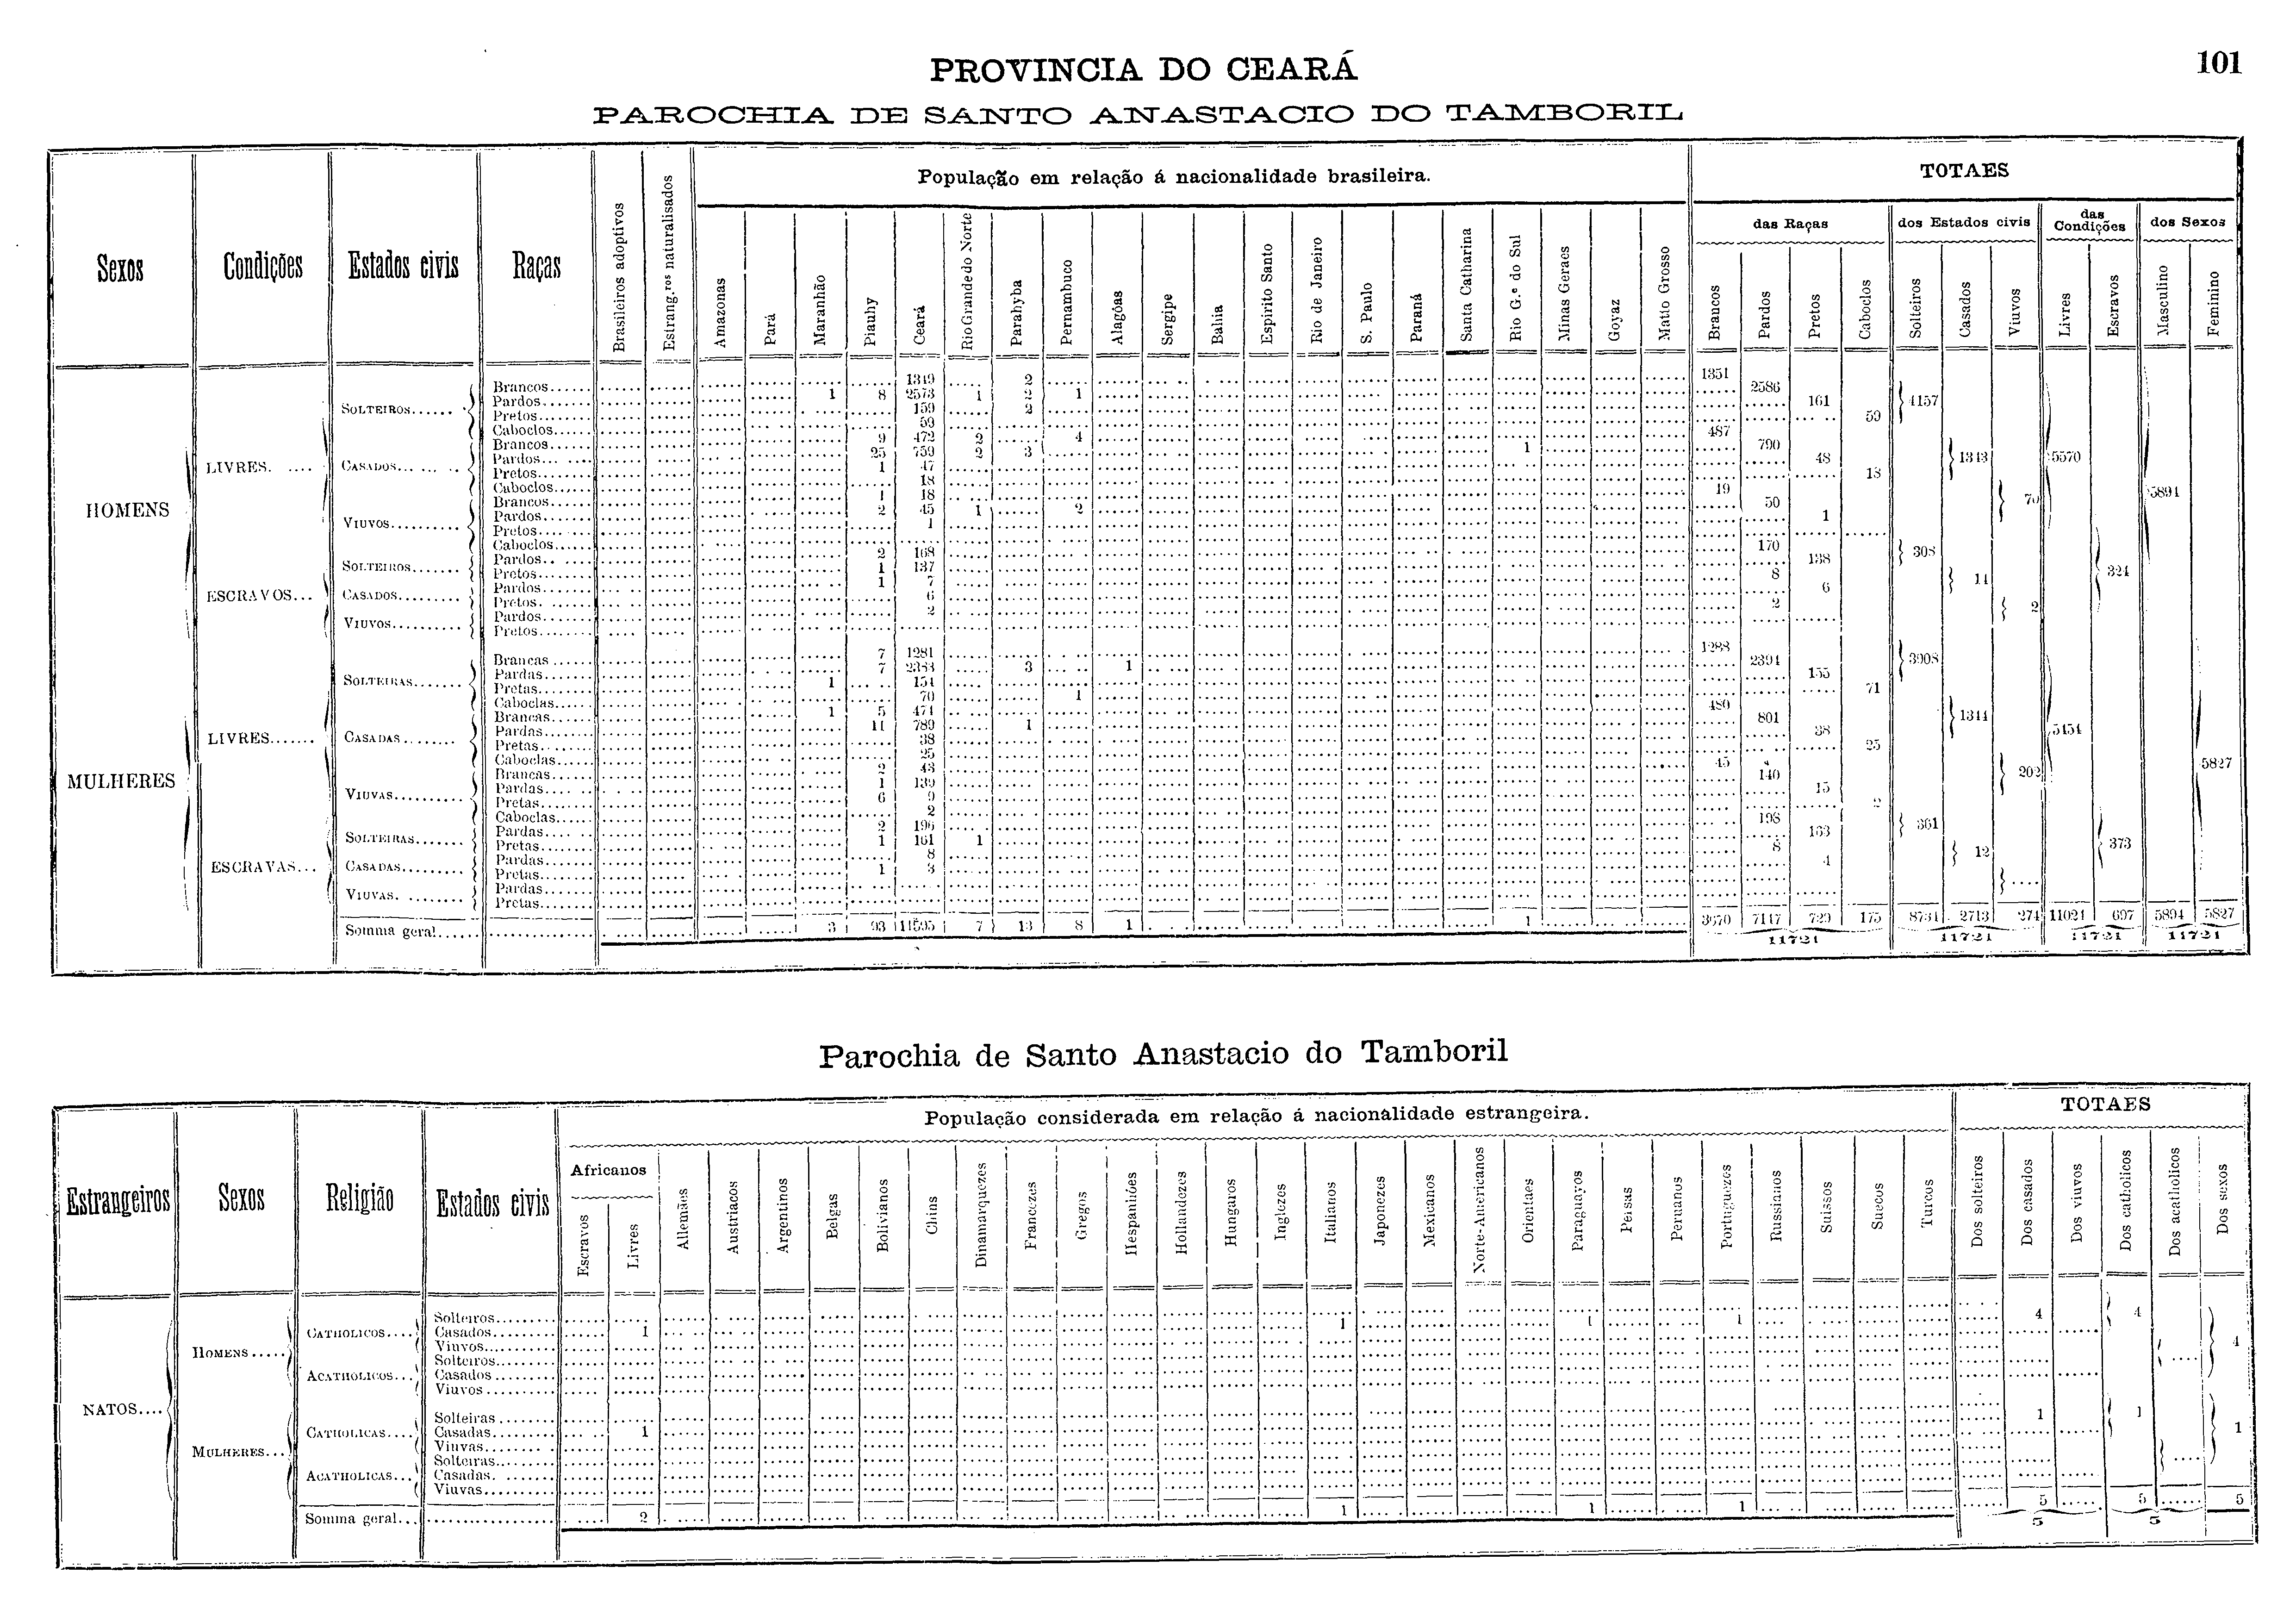 PROVINCIA DO CEARÁ
101
PAROCHIA DE SANTO ANASTACIO DO TAMBORIL
Sexos Condições Estados civis Raças Brasileiros adoptivos Estrang.ros naturalisados
População em relação á nacionalidade brasileira.
Amazonas Pará Maranhão Piauhy Ceará Rio Grande do Norte Parahyba Pernambuco Alagôas Sergipe Bahia Espirito Santo Rio de Janeiro S. Paulo Paraná Santa Catharina Rio G.e do Sul Minas Geraes Goyaz Matto Grosso
TOTAES
das Raças dos Estados civis das Condições dos Sexos
Brancos Pardos Pretos Caboclos Solteiros Casados Viuvos Livres Escravos Masculino Feminino
HOMENS
LIVRES 5570 5894
SOLTEIROS 4157
Brancos 1349 2 1351
Pardos 1 8 2573 1 2 1 2586
Pretos 159 2 161
Caboclos 59 59
CASADOS 1343
Brancos 9 472 2 4 487
Pardos 25 759 2 3 1 790
Pretos 1 47 48
Caboclos 18 18
VIUVOS 70
Brancos 1 18 19
Pardos 2 45 1 2 50
Pretos 1 1
Caboclos
ESCRAVOS 324
SOLTEIROS 308
Pardos 2 168 170
Pretos 1 137 138
CASADOS 14
Pardos 1 7 8
Pretos 6 6
VIUVOS 2
Pardos 2 2
Pretos
MULHERES 5827
LIVRES 5454
SOLTEIRAS 3908
Brancas 7 1281 1288
Pardas 7 2383 3 1 2394
Pretas 1 154 155
Caboclas 70 1 71
CASADAS 1344
Brancas 1 5 474 480
Pardas 11 789 1 801
Pretas 38 38
Caboclas 25 25
VIUVAS 202
Brancas 2 43 45
Pardas 1 139 140
Pretas 6 9 15
Caboclas 2 2
ESCRAVAS 373
SOLTEIRAS 361
Pardas 2 196 198
Pretas 1 161 1 163
CASADAS 12
Pardas 8 8
Pretas 1 3 4
VIUVAS
Pardas
Pretas
Somma geral 3 93 11595 7 13 8 1 1 3670 7147 729 175 8731 2713 274 11024 697 5894 5827
11721 11721 11721 11721
Parochia de Santo Anastacio do Tamboril
Estrangeiros Sexos Religião Estados civis
População considerada em relação á nacionalidade estrangeira.
TOTAES
Africanos
Escravos Livres Allemães Austriacos Argentinos Belgas Bolivianos Chins Dinamarquezes Francezes Gregos Hespanhóes Hollandezes Hungaros Inglezes Italianos Japonezes Mexicanos Norte-Americanos Orientaes Paraguayos Persas Peruanos Portuguezes Russianos Suissos Suecos Turcos Dos solteiros Dos casados Dos viuvos Dos catholicos Dos acatholicos Dos sexos
NATOS
HOMENS 4
CATHOLICOS 4
Solteiros
Casados 1 1 1 1 4
Viuvos
ACATHOLICOS
Solteiros
Casados
Viuvos
MULHERES 1
CATHOLICAS 1
Solteiras
Casadas 1 1
Viuvas
ACATHOLICAS
Solteiras
Casadas
Viuvas
Somma geral 2 1 1 1 5 5 5
5 5